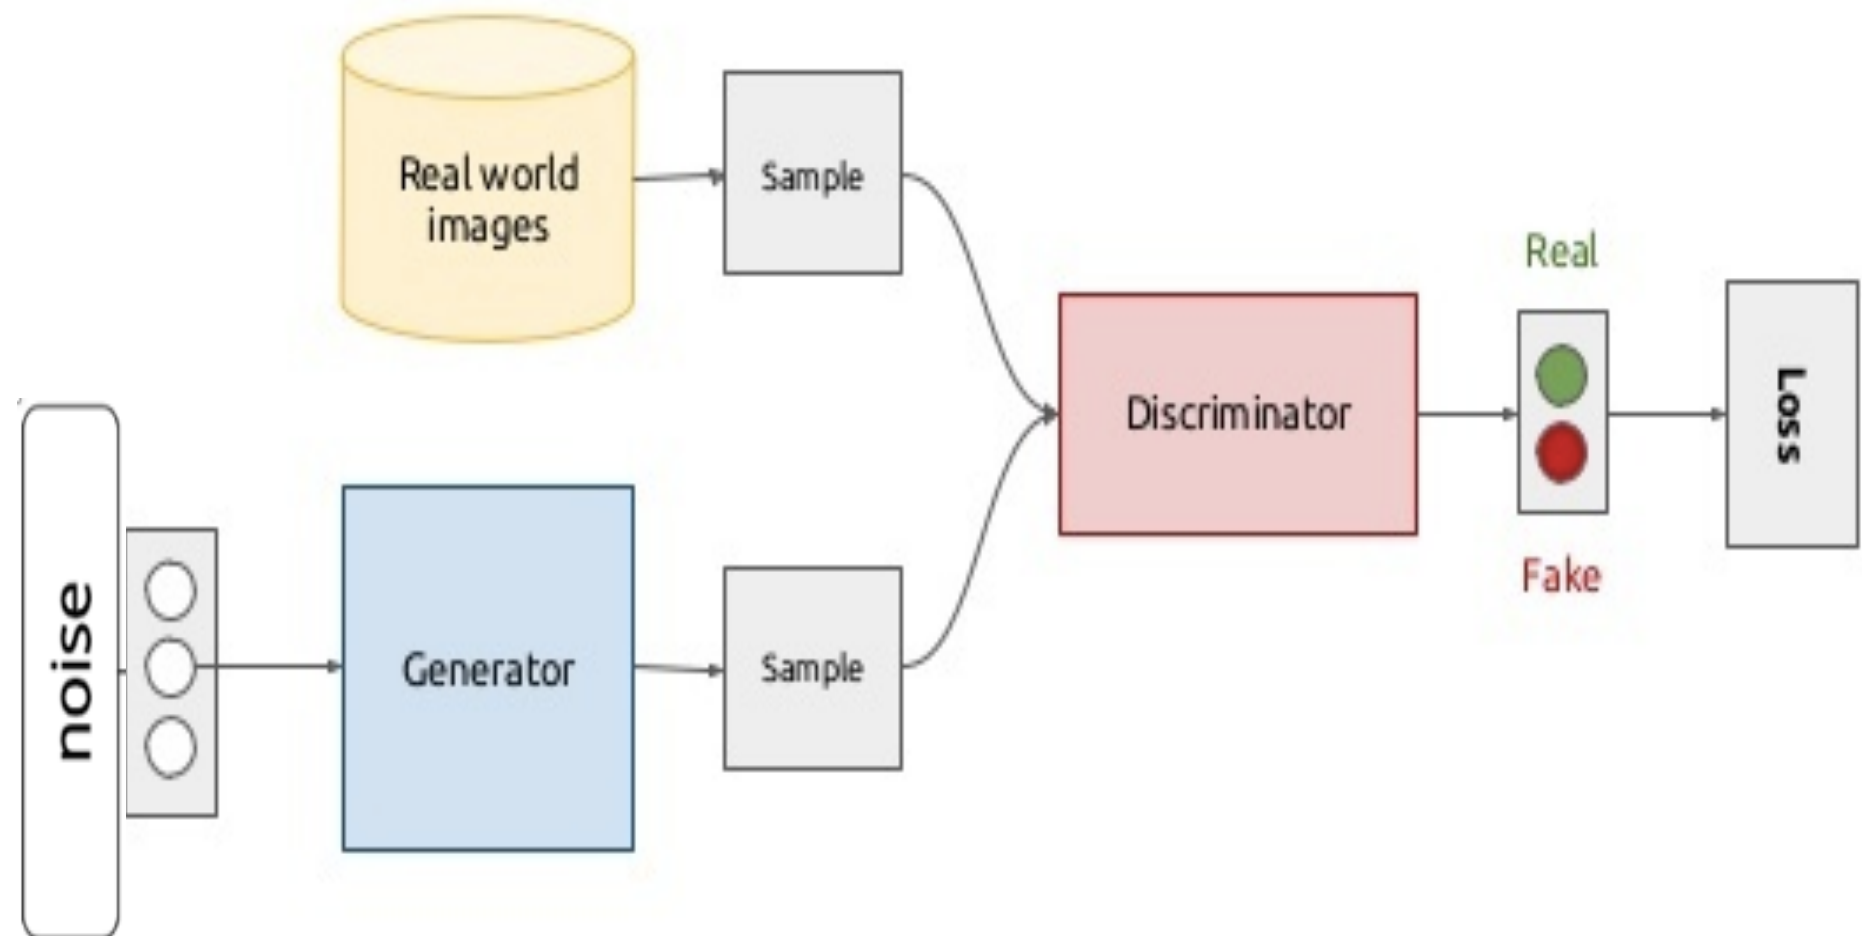 Real world
images
Sample
Real
Discriminator
Loss
Fake
noise
Generator
Sample